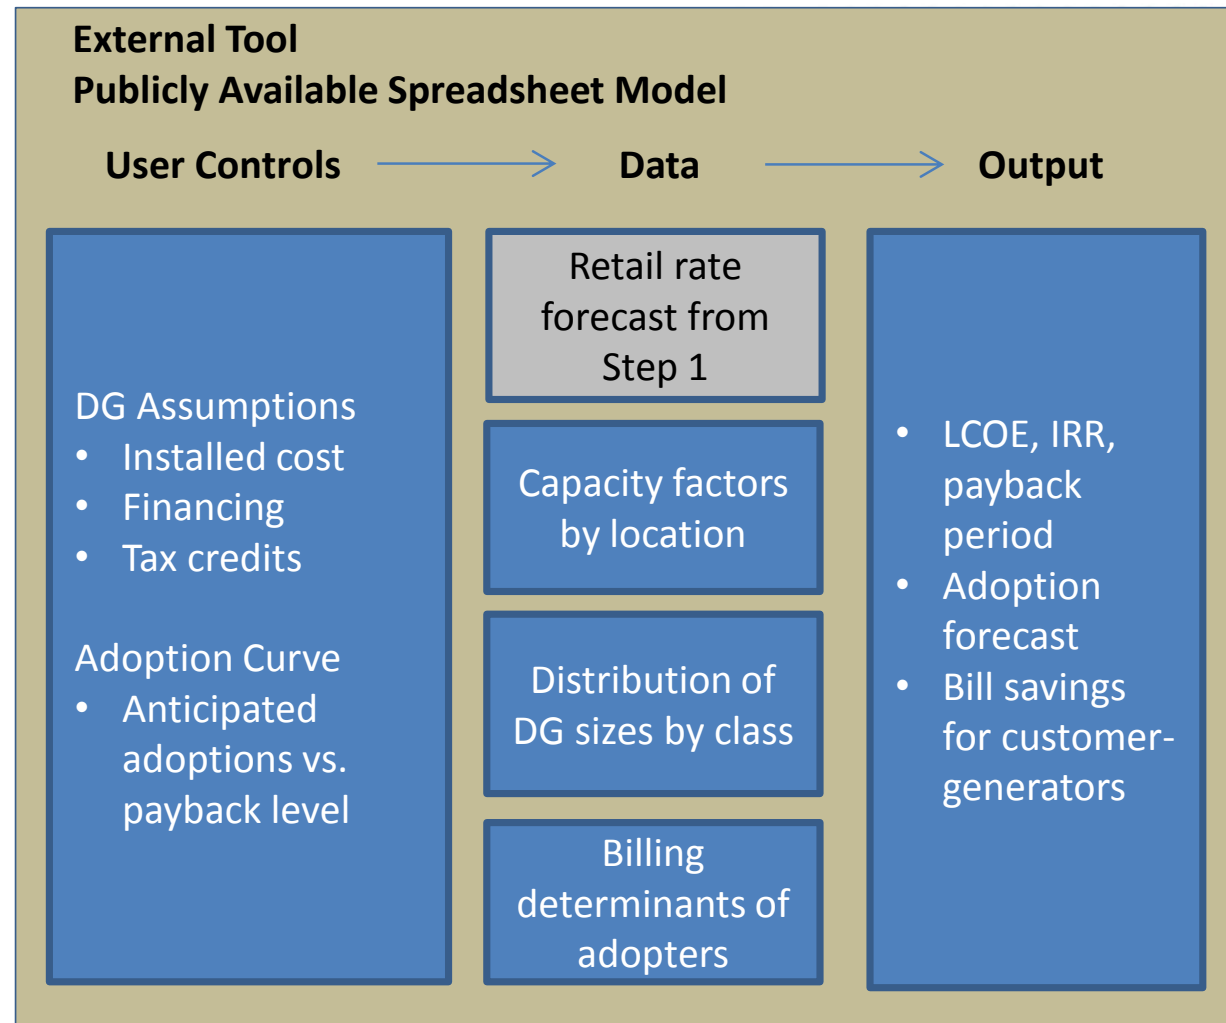 External Tool
Publicly Available Spreadsheet Model
User Controls
Data
Output
DG Assumptions
• Installed cost
• Financing
• Tax credits
Adoption Curve
• Anticipated
adoptions vs.
payback level
Retail rate
forecast from
Step 1
Capacity factors
by location
Distribution of
DG sizes by class
Billing
determinants of
adopters
• LCOE, IRR,
payback
period
• Adoption
forecast
• Bill savings
for customer-
generators